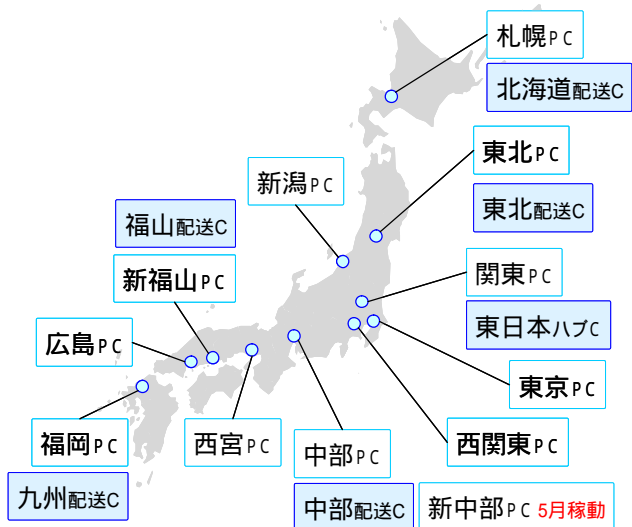 札幌PC
北海道配送C
東北PC
新潟PC
東北配送C
福山配送C
新福山PC
関東PC
東日本ハブC
広島PC
東京PC
福岡PC
西宮PC
中部PC
西関東PC
九州配送C
中部配送C
新中部PC 5月稼動